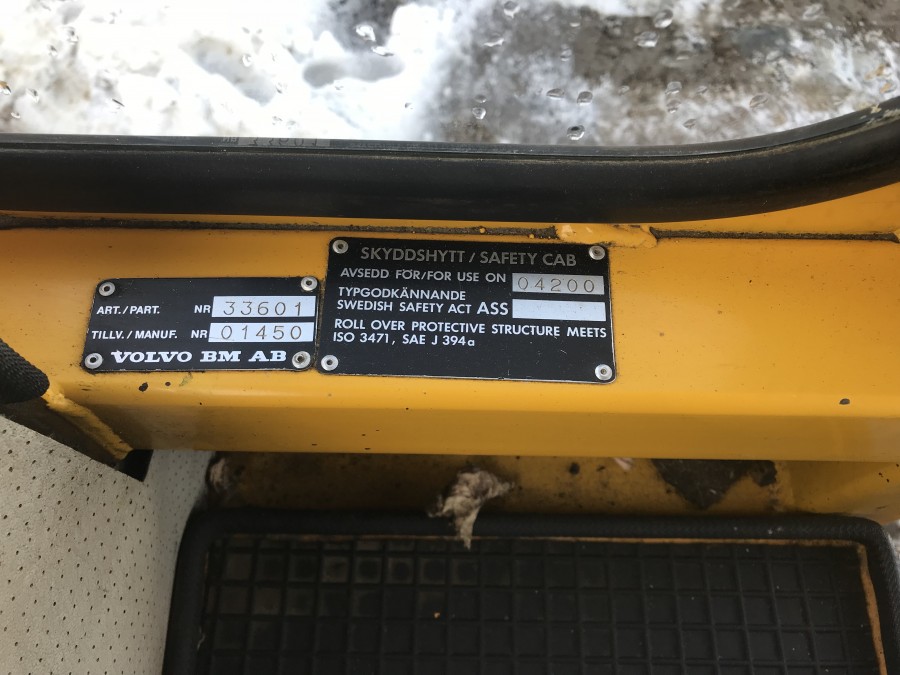 ART./PART. NR 33601
TILLV./MANUF. NR 01450
VOLVO BM AB
SKYDDSHYTT / SAFETY CAB
AVSEDD FÖR/FOR USE ON 04200
TYPGODKÄNNANDE
SWEDISH SAFETY ACT ASS
ROLL OVER PROTECTIVE STRUCTURE MEETS
ISO 3471, SAE J 394a